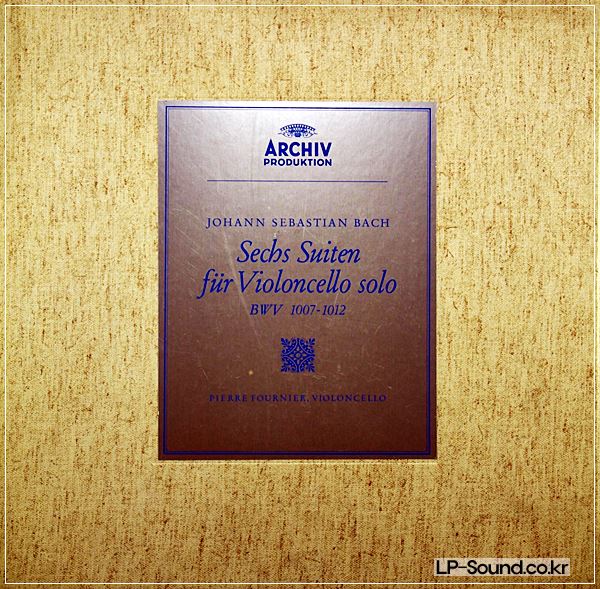 ARCHIV
PRODUKTION
JOHANN SEBASTIAN BACH
Sechs Suiten
für Violoncello solo
BWV 1007-1012
PIERRE FOURNIER, VIOLONCELLO
LP-Sound.co.kr